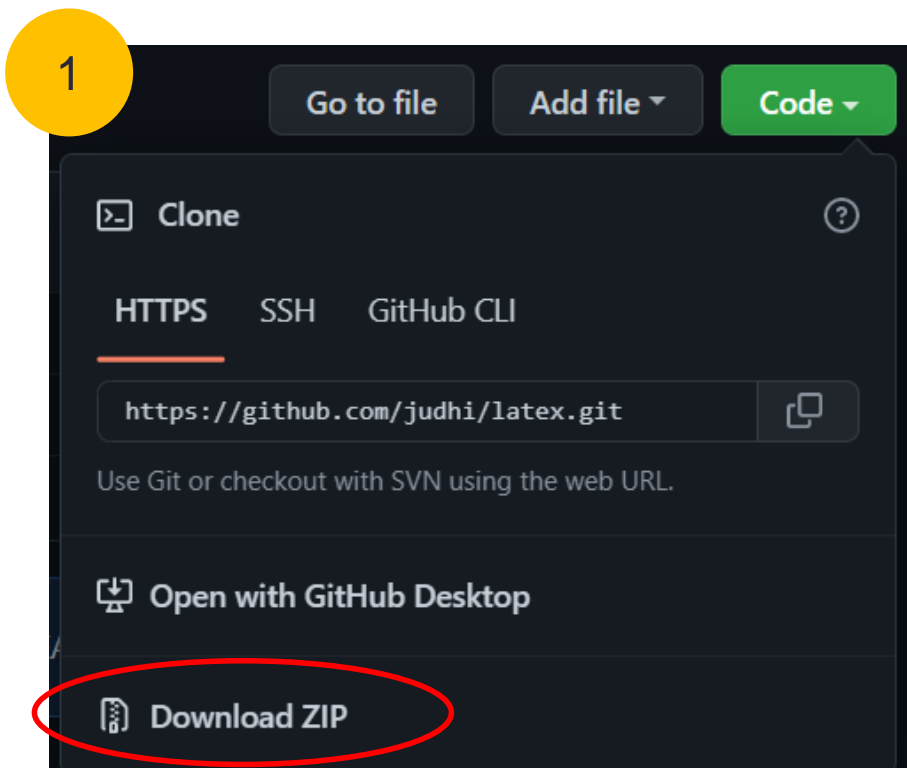 1
Go to file Add file Code
Clone
HTTPS SSH GitHub CLI
https://github.com/judhi/latex.git
Use Git or checkout with SVN using the web URL.
Open with GitHub Desktop
Download ZIP